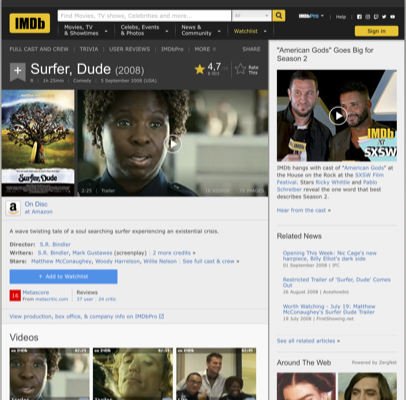 IMDb
Find Movies, TV shows, Celebrities and more...
All
IMDbPro
Help
Movies, TV
& Showtimes
Celebs, Events
& Photos
News &
Community
Watchlist
Sign in
FULL CAST AND CREW | TRIVIA | USER REVIEWS | IMDbPro | MORE
SHARE
Surfer, Dude (2008)
4,7
Rate
This
R | 1h 25min | Comedy | 5 September 2008 (USA)
Surfer, Dude
2:25 | Trailer
On Disc
at Amazon
A wave twisting tale of a soul searching surfer experiencing an existential crisis.
Director: S.R. Bindler
Writers: S.R. Bindler, Mark Gustawes (screenplay) | 2 more credits »
Stars: Matthew McConaughey, Woody Harrelson, Willie Nelson | See full cast & crew »
+ Add to Watchlist
Metascore
From metacritic.com
Reviews
37 user | 24 critic
View production, box office, & company info on IMDbPro
Videos
"American Gods" Goes Big for
Season 2
IMDb
at
SXSW
IMDb hangs with cast of "American Gods" at
the House on the Rock at the SXSW Film
Festival. Stars Ricky Whittle and Pablo
Schreiber reveal the one word that best
describes Season 2.
Hear from the cast »
Related News
Opening This Week: Nic Cage's new
hairpiece, Billy Elliot's dark side
01 September 2008 | IFC
Restricted Trailer of 'Surfer, Dude' Comes
Out
26 August 2008 | AceShowbiz
Worth Watching - July 19: Matthew
McConaughey's Surfer Dude Trailer
19 July 2008 | FirstShowing.net
See all related articles »
Around The Web
Powered by ZergNet